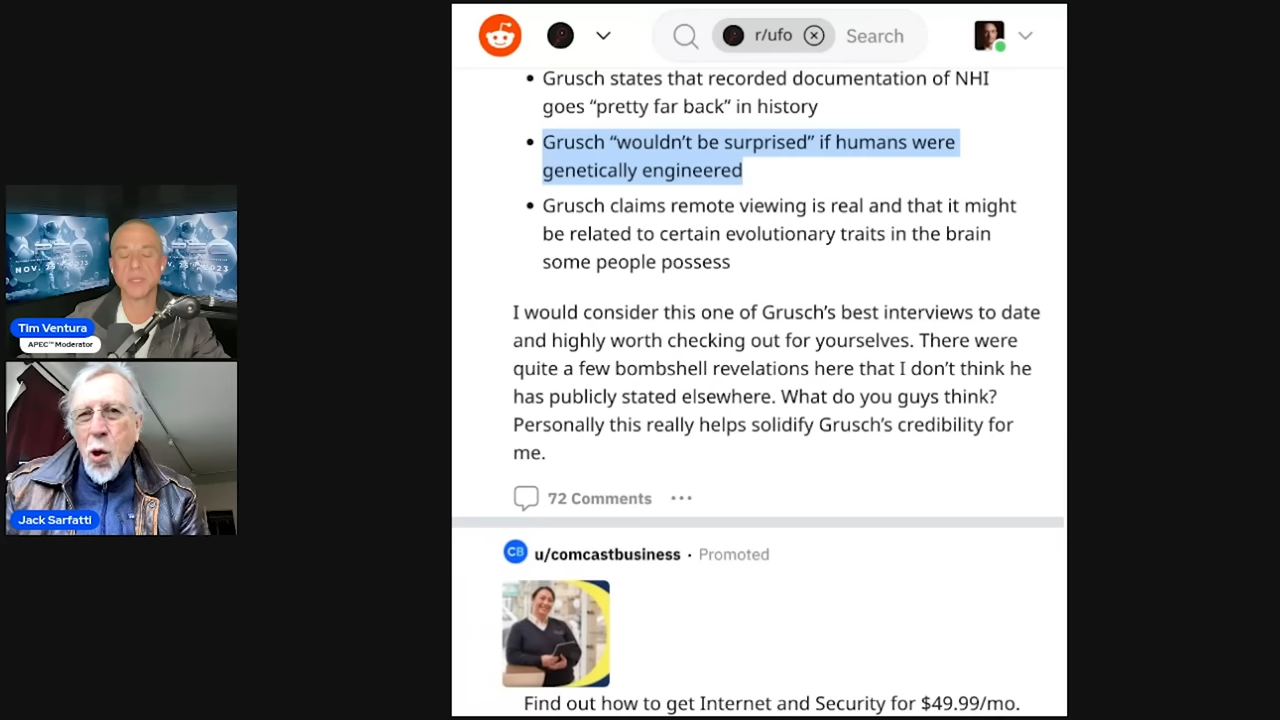 r/ufo
Search
• Grusch states that recorded documentation of NHI
goes “pretty far back” in history
• Grusch “wouldn’t be surprised” if humans were
genetically engineered
• Grusch claims remote viewing is real and that it might
be related to certain evolutionary traits in the brain
some people possess
I would consider this one of Grusch’s best interviews to date
and highly worth checking out for yourselves. There were
quite a few bombshell revelations here that I don’t think he
has publicly stated elsewhere. What do you guys think?
Personally this really helps solidify Grusch’s credibility for
me.
72 Comments
CB u/comcastbusiness · Promoted
Find out how to get Internet and Security for $49.99/mo.
NOV. 25
2023
Tim Ventura
APEC™ Moderator
Jack Sarfatti